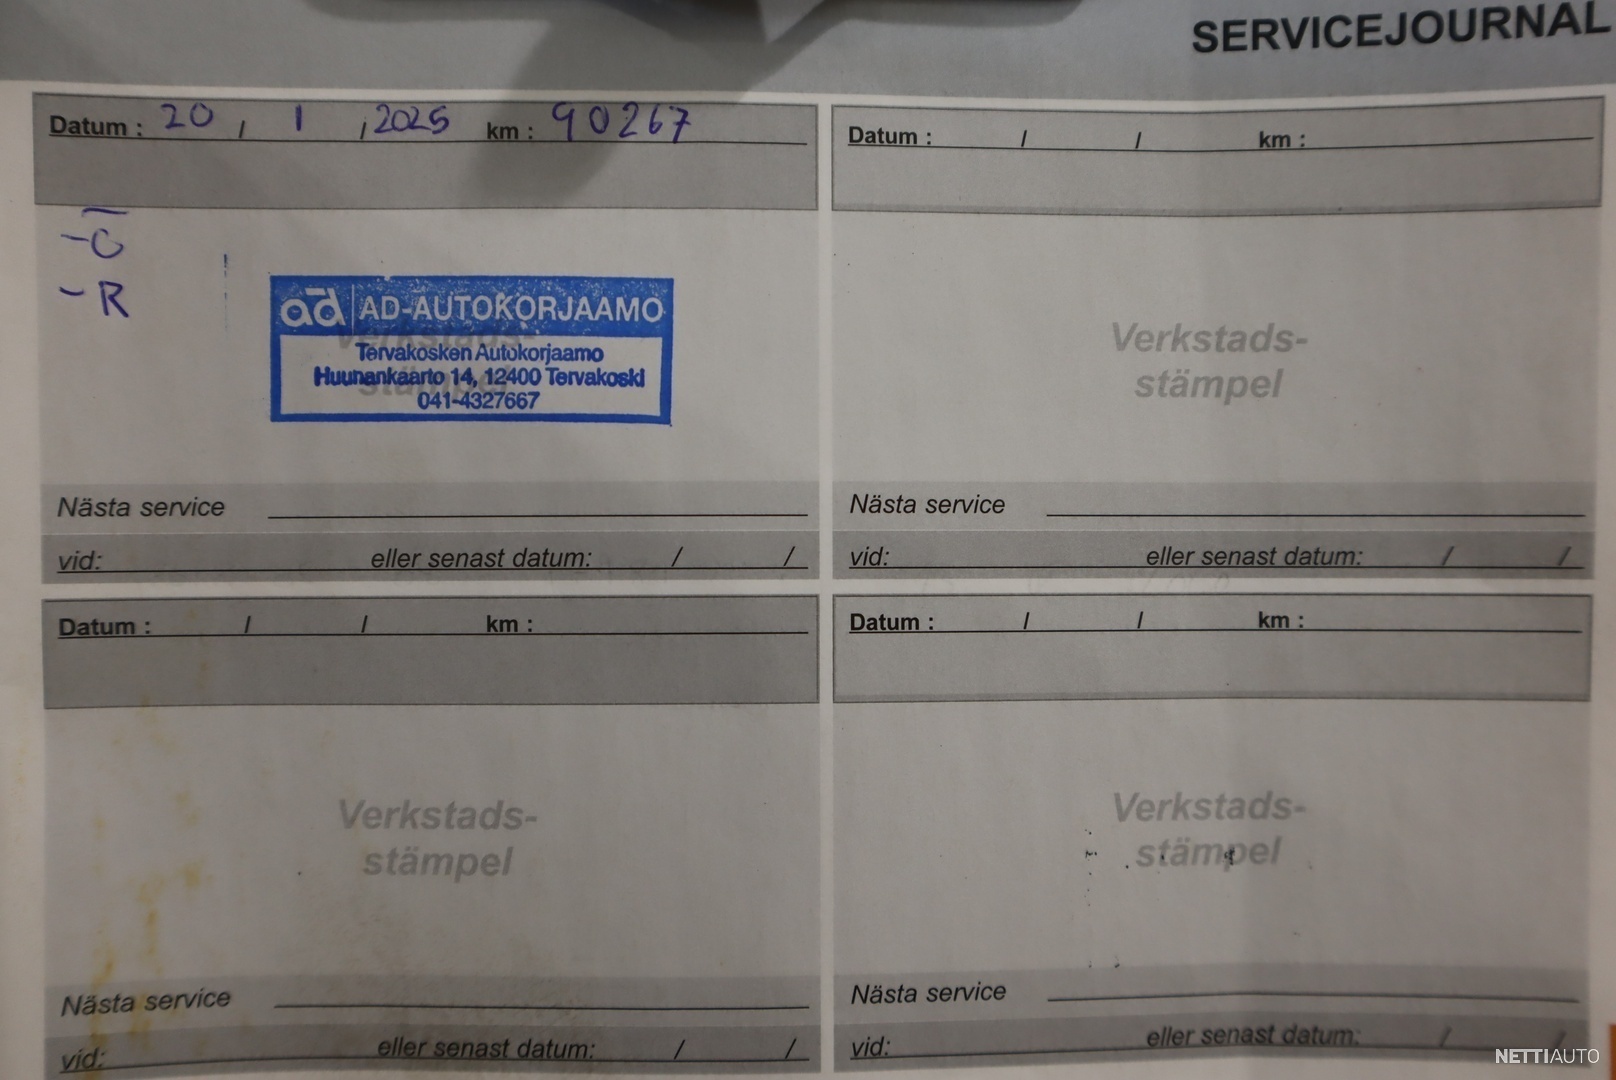 SERVICEJOURNAL
Datum : 20 / 1 / 2025 km : 90267
-Ō
-R
ad AD-AUTOKORJAAMO
Verkstads-
stämpel
Tervakosken Autokorjaamo
Huunankaarto 14, 12400 Tervakoski
041-4327667
Nästa service
vid: eller senast datum: / /
Datum : / / km :
Verkstads-
stämpel
Nästa service
vid: eller senast datum: / /
Datum : / / km :
Verkstads-
stämpel
Nästa service
vid: eller senast datum: / /
Datum : / / km :
Verkstads-
stämpel
Nästa service
vid: eller senast datum: / /
NETTIAUTO